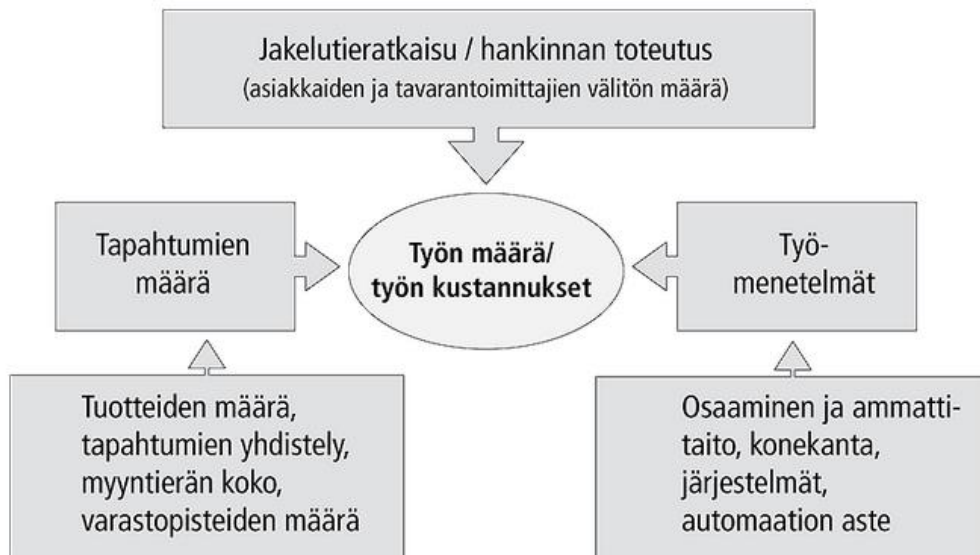 Jakelutieratkaisu / hankinnan toteutus
(asiakkaiden ja tavarantoimittajien välitön määrä)
Tapahtumien
määrä
Työn määrä/
työn kustannukset
Työ-
menetelmät
Tuotteiden määrä,
tapahtumien yhdistely,
myyntierän koko,
varastopisteiden määrä
Osaaminen ja ammatti-
taito, konekanta,
järjestelmät,
automaation aste